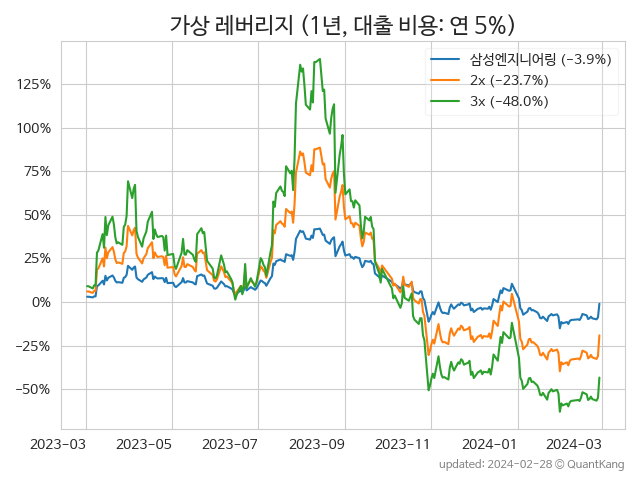 가상 레버리지 (1년, 대출 비용: 연 5%)
삼성엔지니어링 (−3.9%)
2x (−23.7%)
3x (−48.0%)
125%
100%
75%
50%
25%
0%
−25%
−50%
2023-03 2023-05 2023-07 2023-09 2023-11 2024-01 2024-03
updated: 2024-02-28 © QuantKang